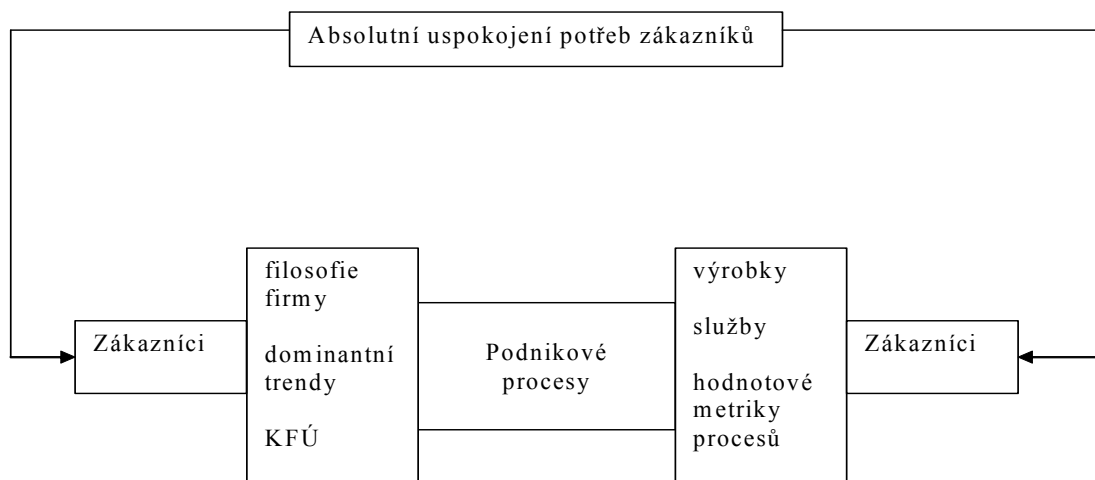 Absolutní uspokojení potřeb zákazníků
Zákazníci
filosofie
firmy
dominantní
trendy
KFÚ
Podnikové
procesy
výrobky
služby
hodnotové
metriky
procesů
Zákazníci